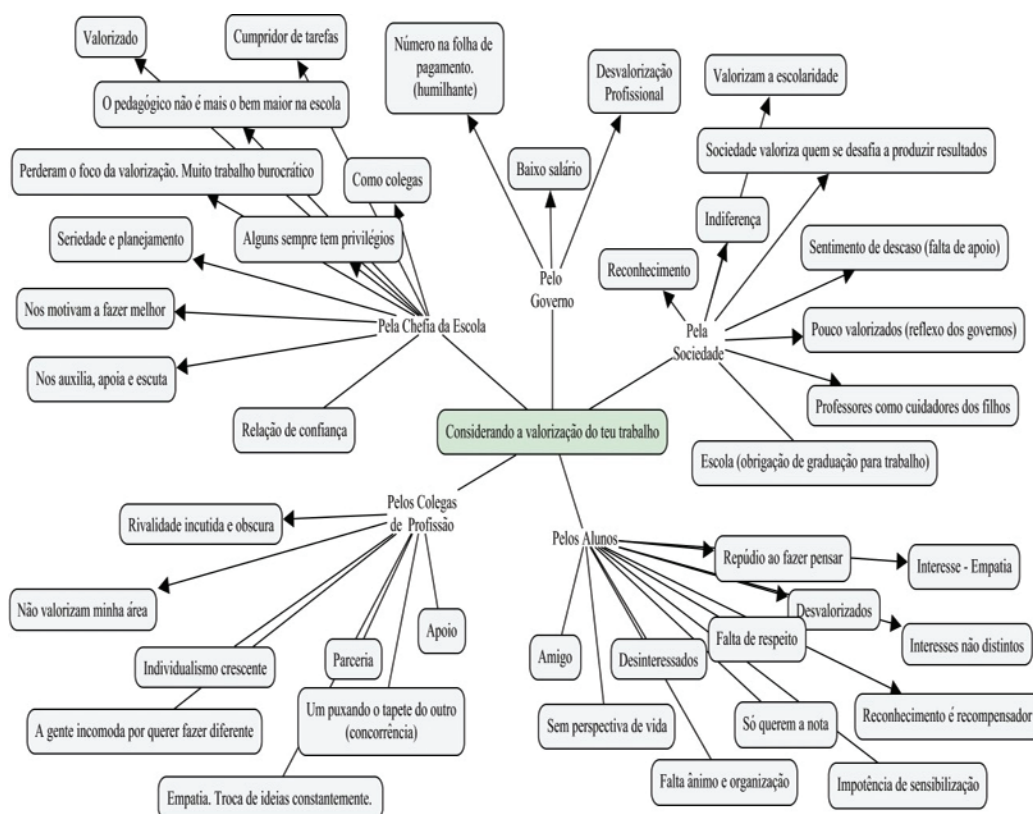 Valorizado
Cumpridor de tarefas
O pedagógico não é mais o bem maior na escola
Perderam o foco da valorização. Muito trabalho burocrático
Como colegas
Seriedade e planejamento
Alguns sempre tem privilégios
Nos motivam a fazer melhor
Pela Chefia da Escola
Nos auxilia, apoia e escuta
Relação de confiança
Número na folha de
pagamento.
(humilhante)
Desvalorização
Profissional
Baixo salário
Pelo
Governo
Valorizam a escolaridade
Sociedade valoriza quem se desafia a produzir resultados
Indiferença
Reconhecimento
Sentimento de descaso (falta de apoio)
Pela
Sociedade
Pouco valorizados (reflexo dos governos)
Professores como cuidadores dos filhos
Escola (obrigação de graduação para trabalho)
Considerando a valorização do teu trabalho
Pelos Colegas
de Profissão
Rivalidade incutida e obscura
Não valorizam minha área
Apoio
Individualismo crescente
Parceria
A gente incomoda por querer fazer diferente
Um puxando o tapete do outro
(concorrência)
Empatia. Troca de ideias constantemente.
Pelos Alunos
Repúdio ao fazer pensar
Interesse - Empatia
Desvalorizados
Falta de respeito
Interesses não distintos
Amigo
Desinteressados
Sem perspectiva de vida
Só querem a nota
Reconhecimento é recompensador
Falta ânimo e organização
Impotência de sensibilização